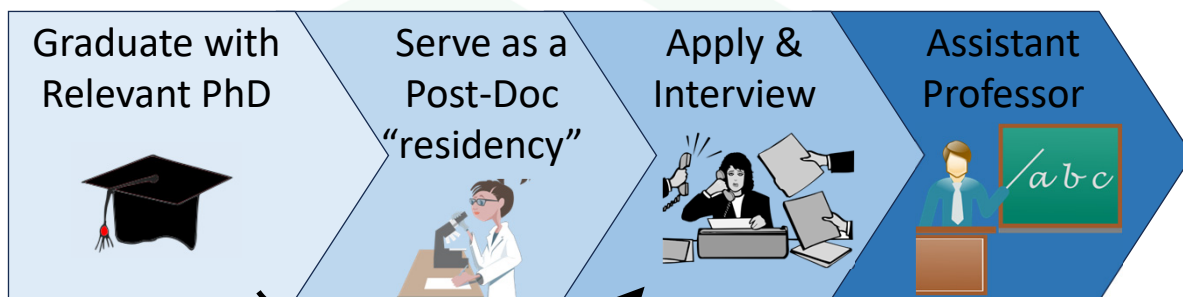 Graduate with
Relevant PhD
Serve as a
Post-Doc
“residency”
Apply &
Interview
Assistant
Professor
abc